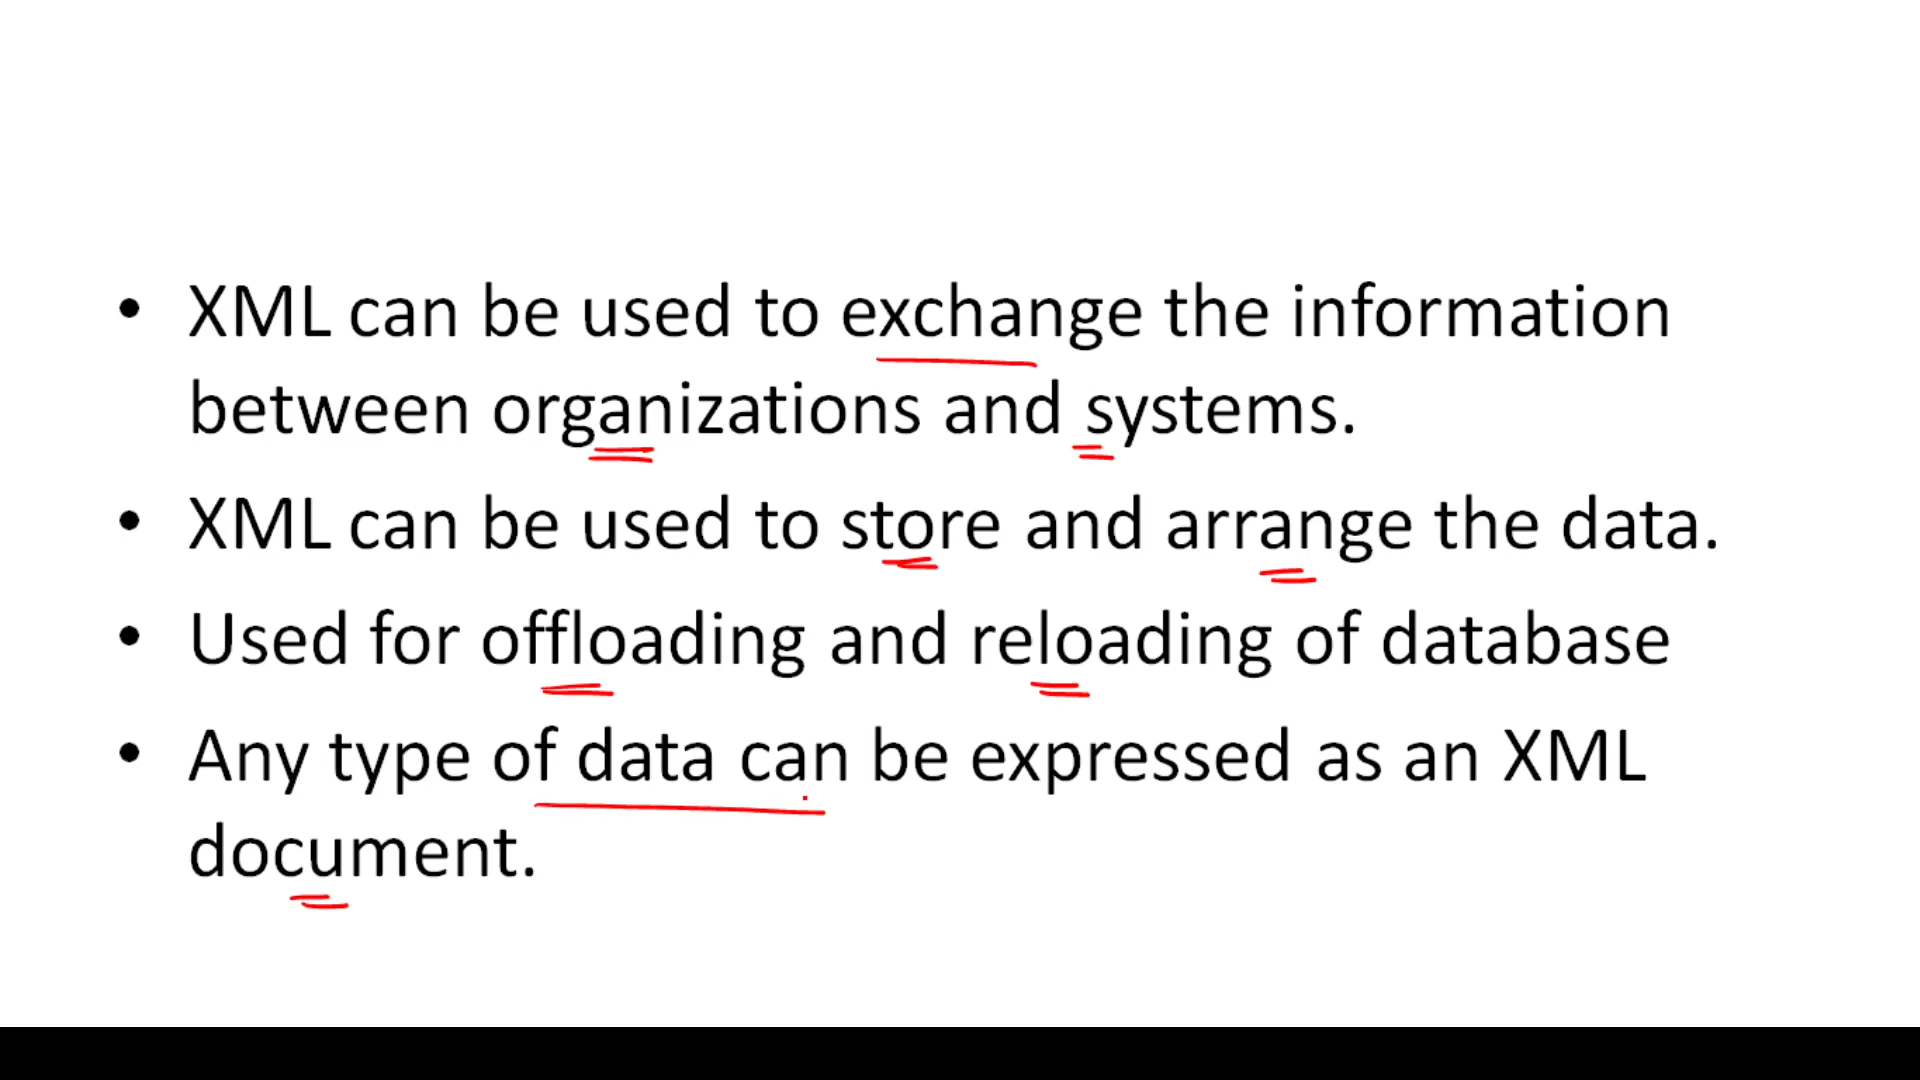 • XML can be used to exchange the information
between organizations and systems.
• XML can be used to store and arrange the data.
• Used for offloading and reloading of database
• Any type of data can be expressed as an XML
document.